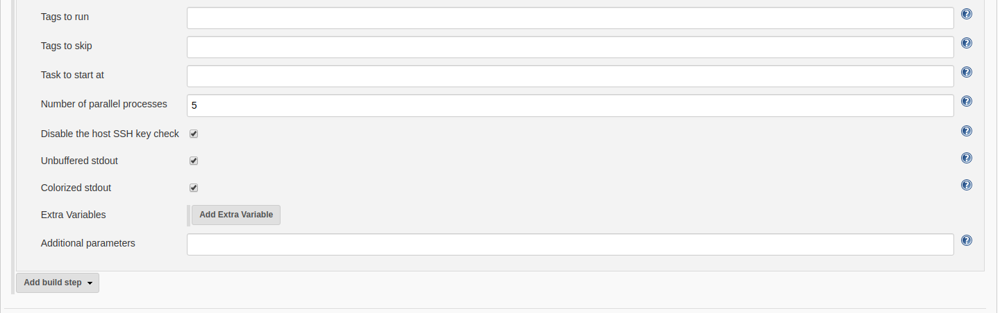 Tags to run
Tags to skip
Task to start at
Number of parallel processes 5
Disable the host SSH key check
Unbuffered stdout
Colorized stdout
Extra Variables Add Extra Variable
Additional parameters
Add build step